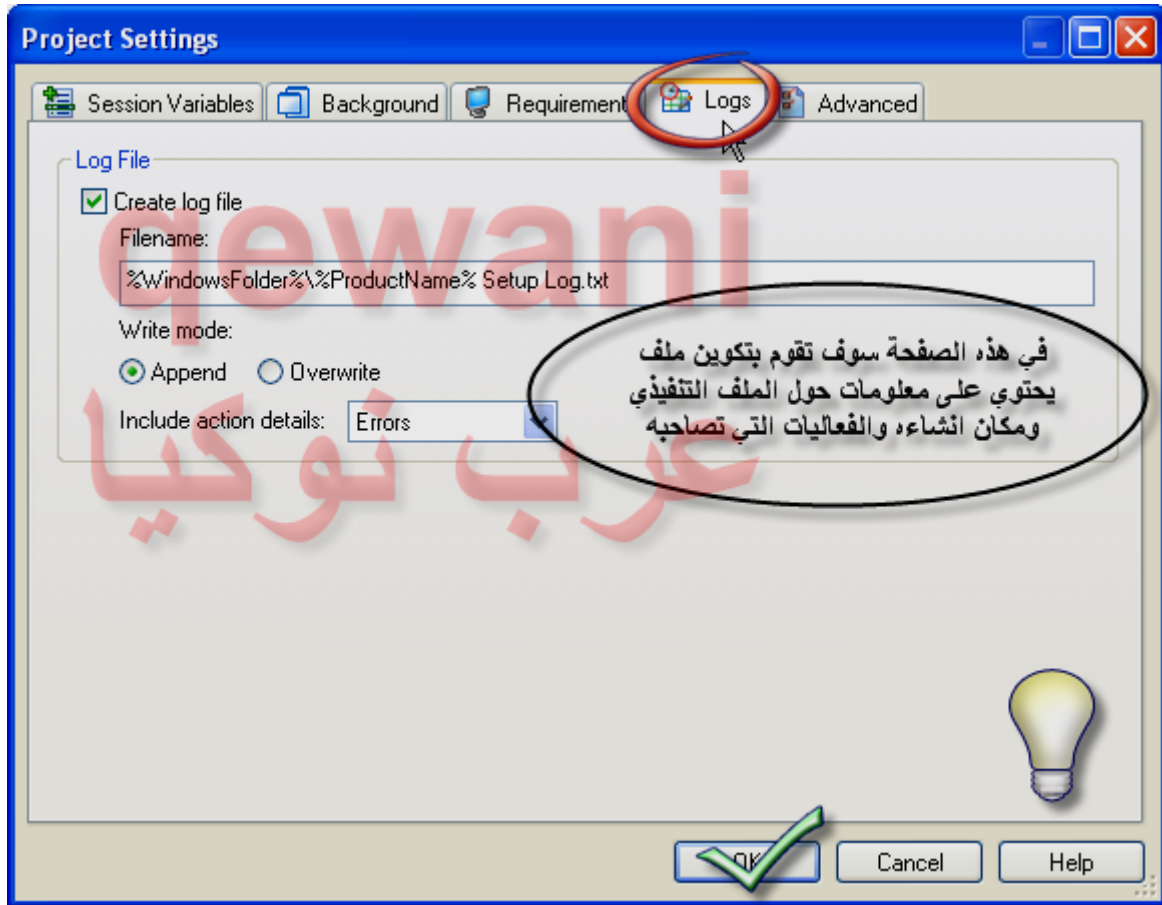 Project Settings
Session Variables Background Requirement Logs Advanced
Log File
Create log file
Filename:
%WindowsFolder%\%ProductName% Setup Log.txt
Write mode:
Append Overwrite
Include action details: Errors
qewani
عرب نوكيا
في هذه الصفحة سوف تقوم بتكوين ملف
يحتوي على معلومات حول الملف التنفيذي
ومكان انشاءه والفعاليات التي تصاحبه
OK Cancel Help